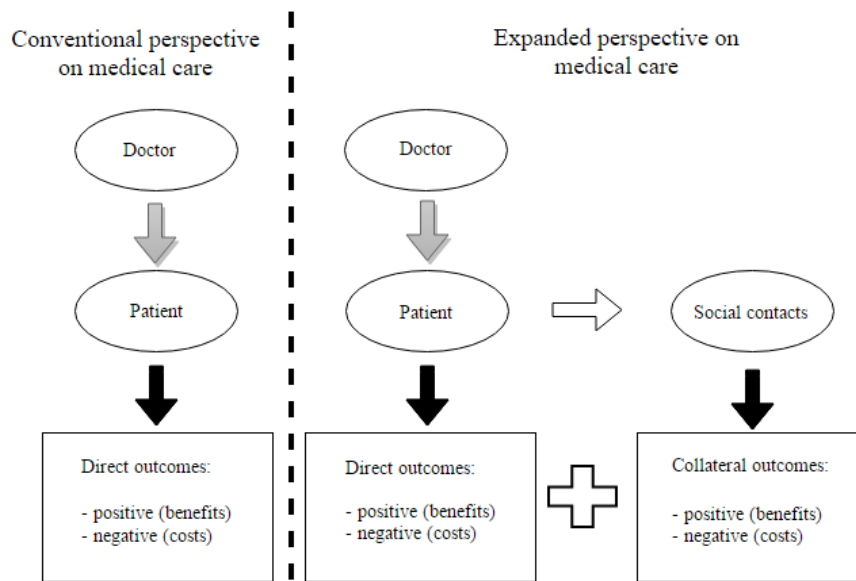 Conventional perspective
on medical care
Doctor
Patient
Direct outcomes:
- positive (benefits)
- negative (costs)
Expanded perspective on
medical care
Doctor
Patient
Social contacts
Direct outcomes:
- positive (benefits)
- negative (costs)
Collateral outcomes:
- positive (benefits)
- negative (costs)